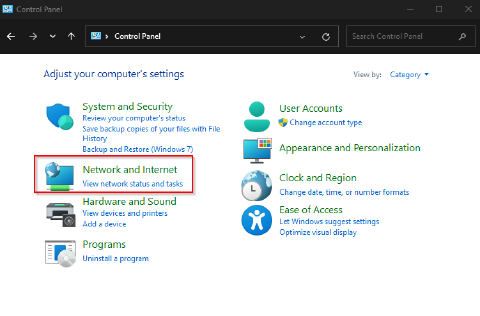 Control Panel
Control Panel
Search Control Panel
Adjust your computer's settings
View by: Category
System and Security
Review your computer's status
Save backup copies of your files with File
History
Backup and Restore (Windows 7)
Network and Internet
View network status and tasks
Hardware and Sound
View devices and printers
Add a device
Programs
Uninstall a program
User Accounts
Change account type
Appearance and Personalization
Clock and Region
Change date, time, or number formats
Ease of Access
Let Windows suggest settings
Optimize visual display